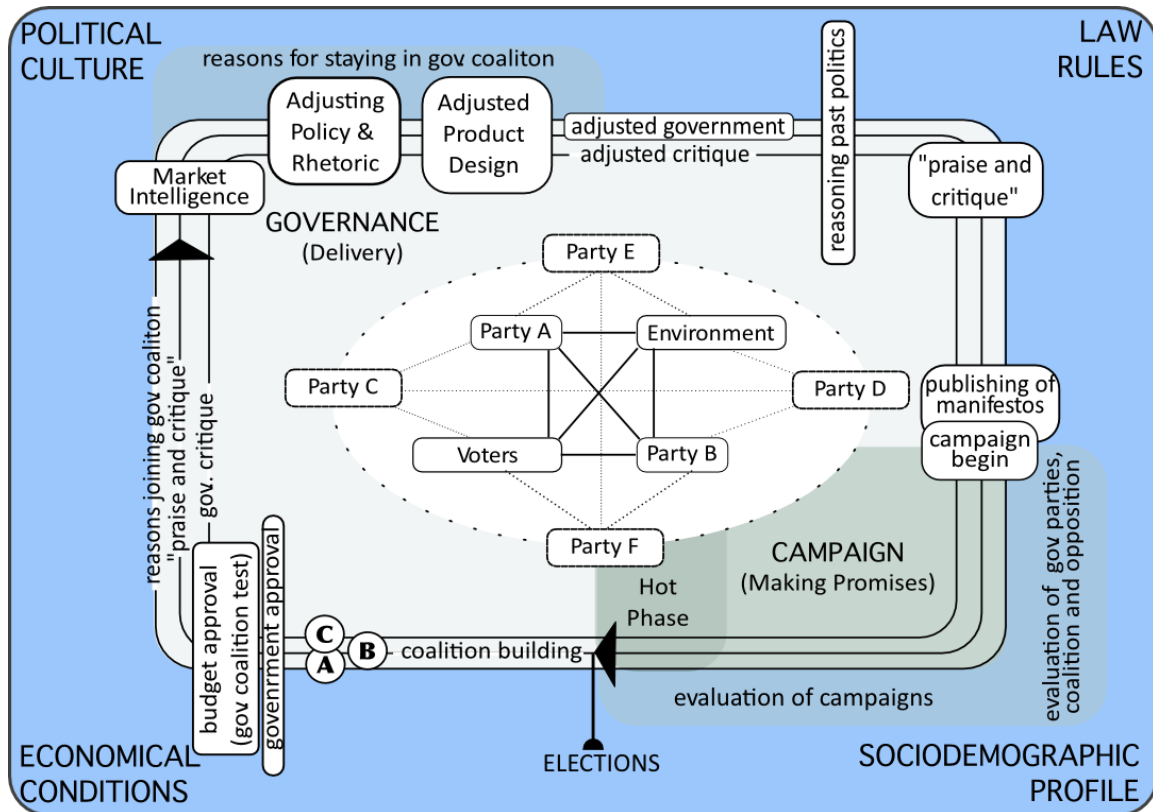 POLITICAL
CULTURE
LAW
RULES
reasons for staying in gov. coaliton
Adjusting
Policy &
Rhetoric
Adjusted
Product
Design
adjusted government
adjusted critique
reasoning past politics
"praise and
critique"
Market
Intelligence
GOVERNANCE
(Delivery)
Party E
Party A
Environment
Party C
Party D
Voters
Party B
Party F
publishing of
manifestos
campaign
begin
reasons joining gov. coaliton
"praise and critique"
gov. critique
CAMPAIGN
(Making Promises)
Hot
Phase
evaluation of gov. parties,
coalition and opposition
budget approval
(gov. coalition test)
government approval
C
A
B
coalition building
evaluation of campaigns
ELECTIONS
ECONOMICAL
CONDITIONS
SOCIODEMOGRAPHIC
PROFILE